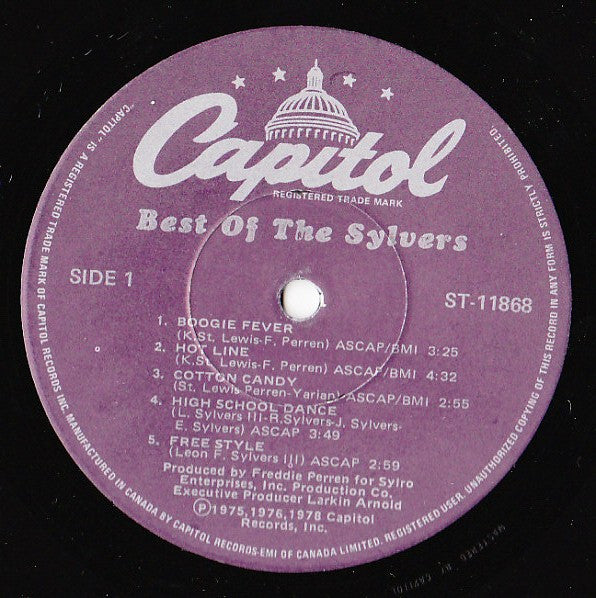 Capitol
REGISTERED TRADE MARK
Best Of The Sylvers
SIDE 1
ST-11868
1. BOOGIE FEVER
(K.St. Lewis-F. Perren) ASCAP/BMI 3:25
2. HOT LINE
(K.St. Lewis-F. Perren) ASCAP/BMI 4:32
3. COTTON CANDY
(St. Lewis-Perren-Yarian) ASCAP/BMI 2:55
4. HIGH SCHOOL DANCE
(L. Sylvers III-R.Sylvers-J. Sylvers-
E. Sylvers) ASCAP 3:49
5. FREE STYLE
(Leon F. Sylvers III) ASCAP 2:59
Produced by Freddie Perren for Sylro
Enterprises, Inc. Production Co.
Executive Producer Larkin Arnold
Ⓟ1975,1976,1978 Capitol
Records, Inc.
"CAPITOL" IS A REGISTERED TRADE MARK OF CAPITOL RECORDS INC. MANUFACTURED IN CANADA BY CAPITOL RECORDS-EMI OF CANADA LIMITED. REGISTERED USER. UNAUTHORIZED COPYING OF THIS RECORD IN ANY FORM IS STRICTLY PROHIBITED
MASTERED BY CAPITOL